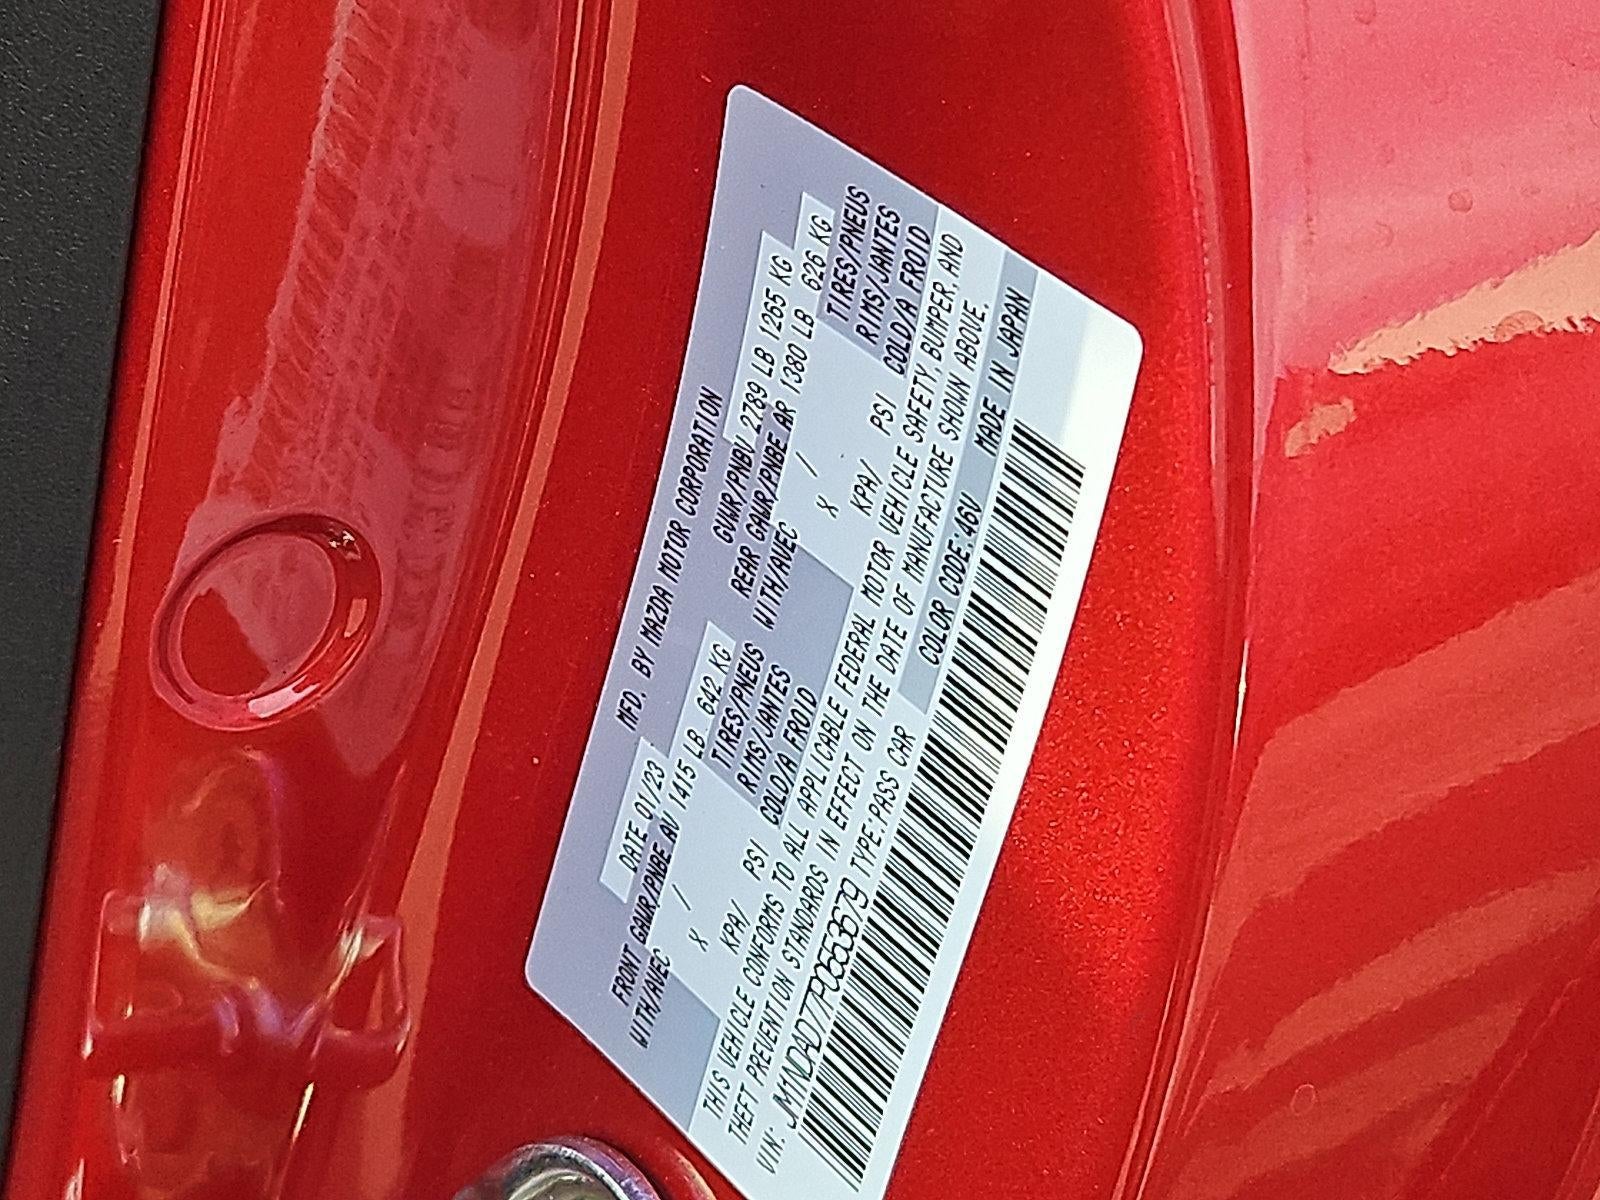 MFD. BY MAZDA MOTOR CORPORATION
DATE 01/23 GVWR/PNBV 2789 LB 1265 KG
FRONT GAWR/PNBE AV 1415 LB 642 KG REAR GAWR/PNBE AR 1380 LB 626 KG
WITH/AVEC / TIRES/PNEUS WITH/AVEC / TIRES/PNEUS
X RIMS/JANTES X RIMS/JANTES
KPA/ PSI COLD/A FROID KPA/ PSI COLD/A FROID
THIS VEHICLE CONFORMS TO ALL APPLICABLE FEDERAL MOTOR VEHICLE SAFETY, BUMPER, AND
THEFT PREVENTION STANDARDS IN EFFECT ON THE DATE OF MANUFACTURE SHOWN ABOVE.
VIN: JM1NDAD77P0553679 TYPE:PASS CAR COLOR CODE:46V MADE IN JAPAN